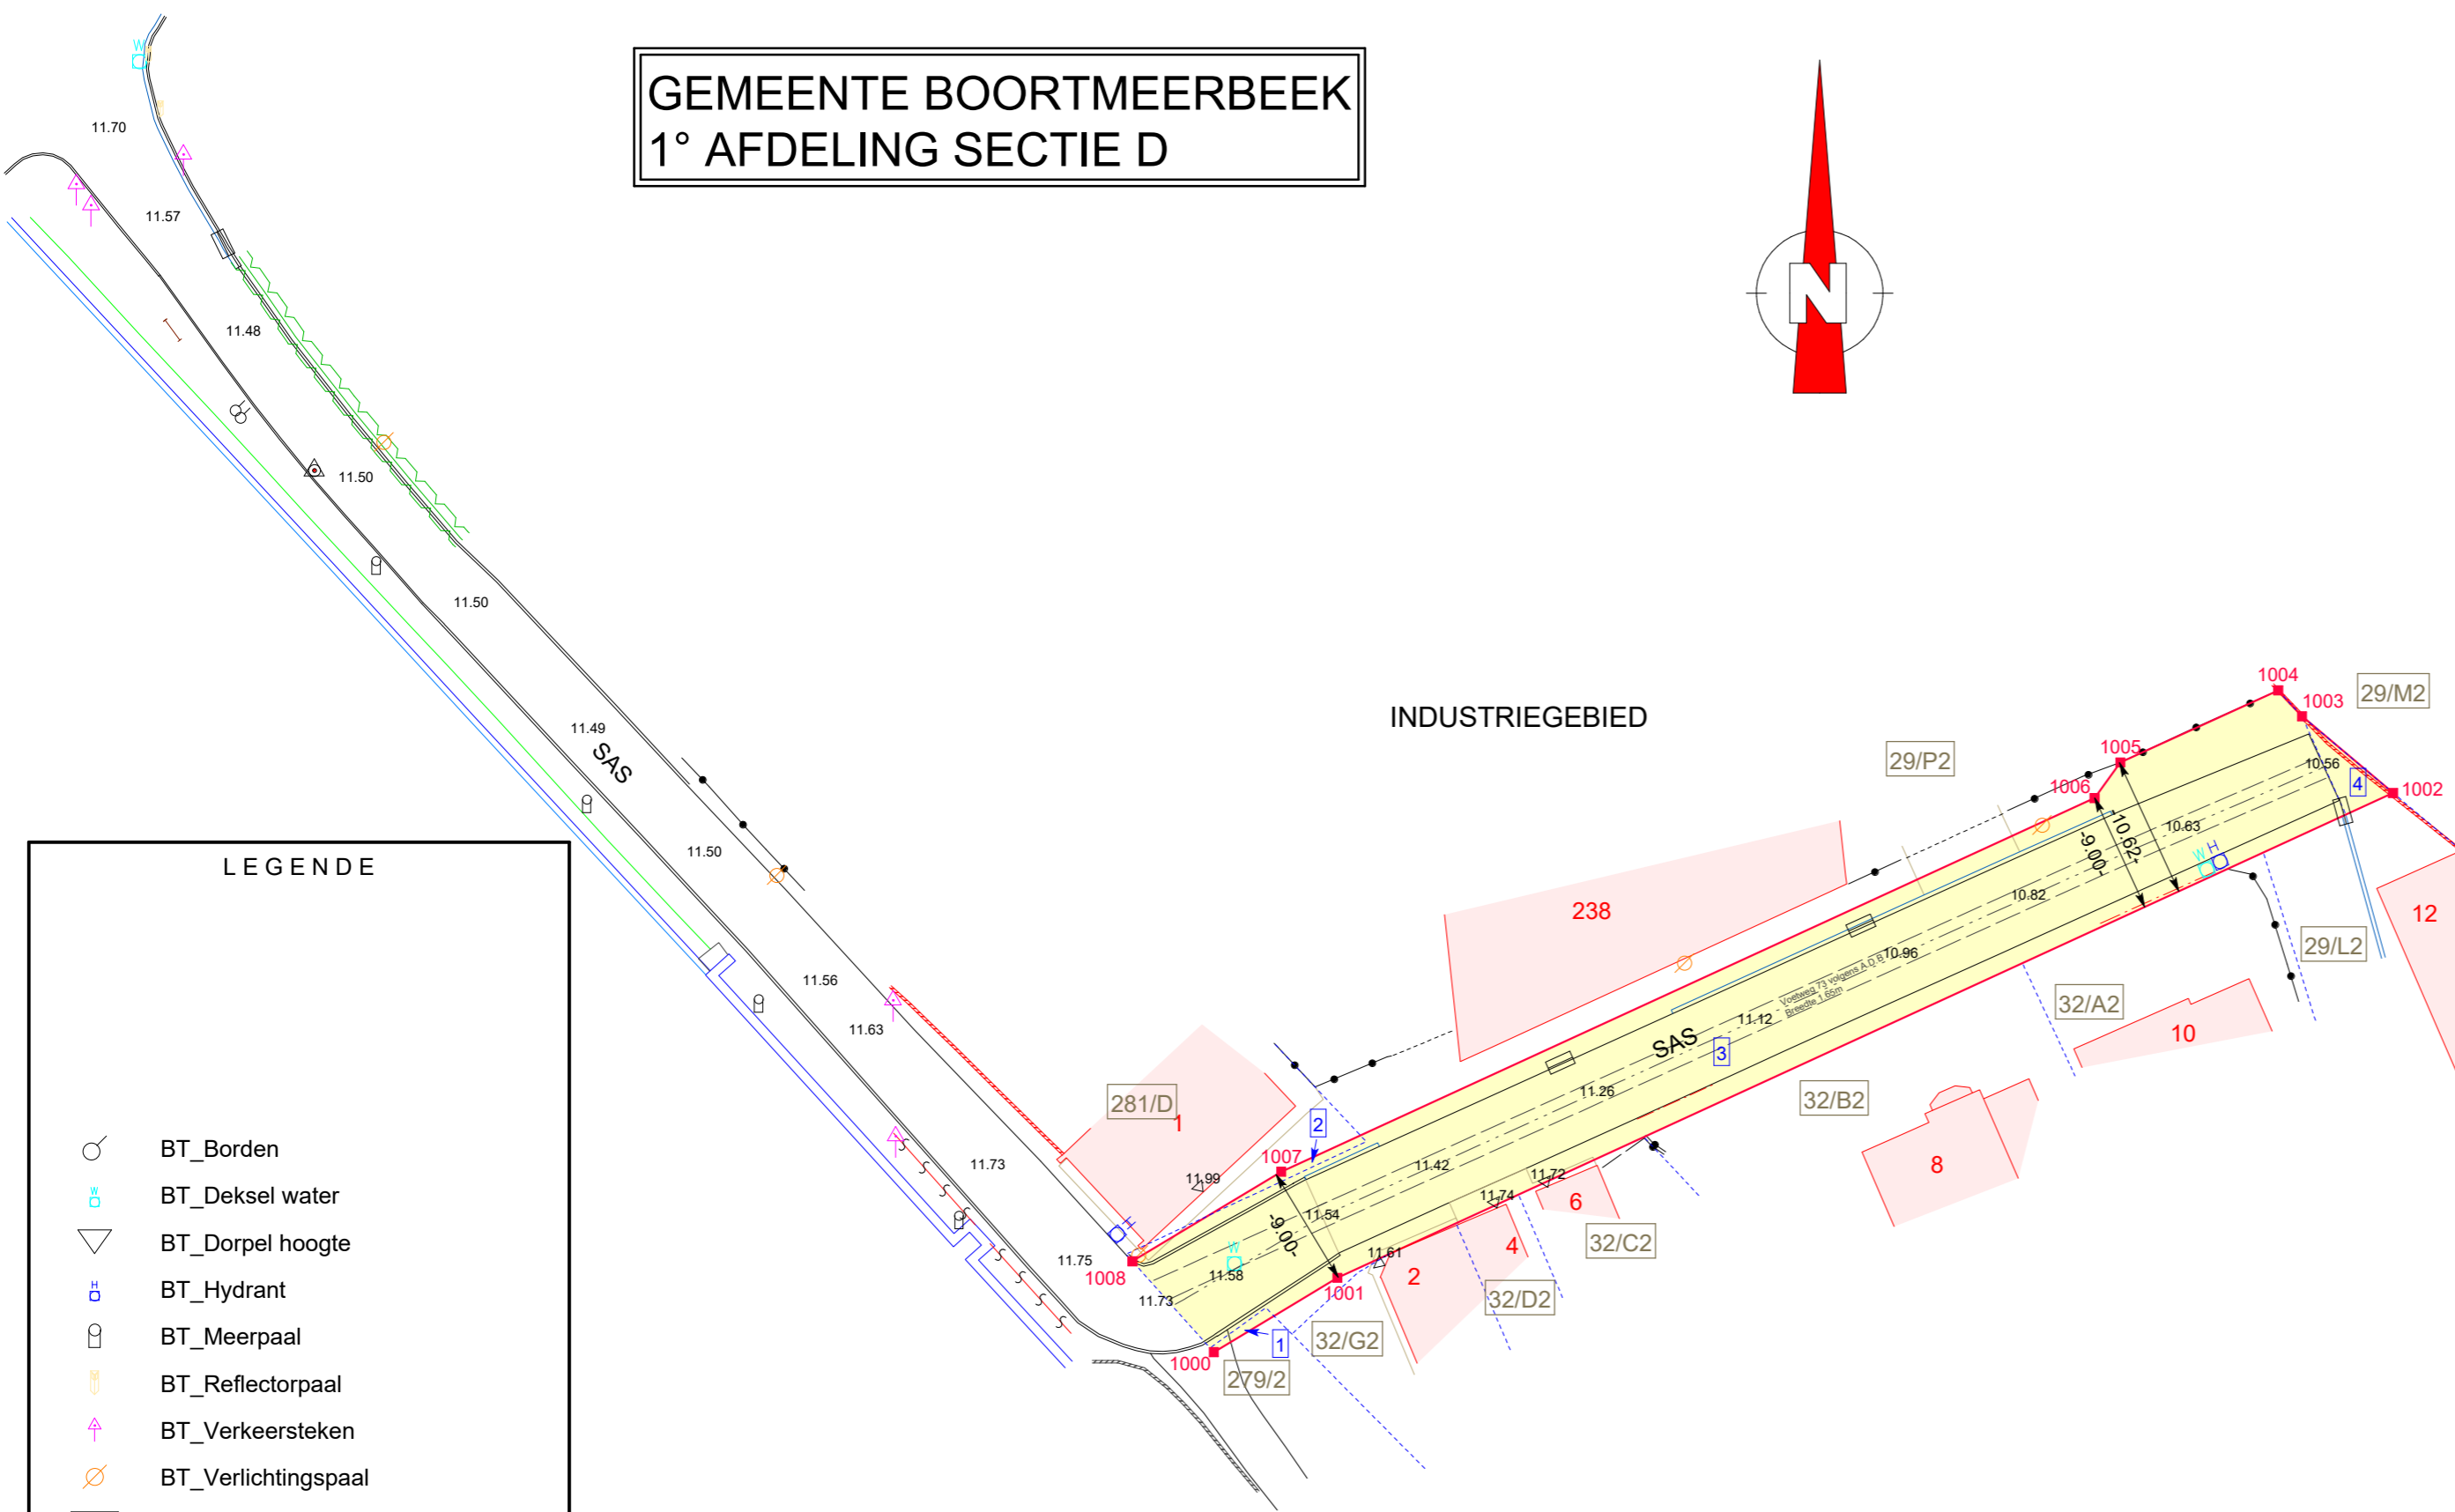 GEMEENTE BOORTMEERBEEK
1° AFDELING SECTIE D
N
W
11.70
11.57
11.48
11.50
11.50
11.49
SAS
11.50
11.56
11.63
11.73
11.75
11.73
INDUSTRIEGEBIED
1004
29/M2
1003
29/P2
1005
10.56
4
1002
1006
-10.62-
-9.00-
10.63
W
H
238
10.82
12
29/L2
10.96
Voetweg 73 volgens A.D.B.
Breedte 1.65m
32/A2
11.12
10
SAS
3
281/D
1
11.26
32/B2
2
8
1007
11.42
11.99
11.72
11.74
6
H
-9.00-
11.54
W
4
32/C2
11.61
1008
11.58
2
1001
32/D2
1
32/G2
1000
279/2
LEGENDE
BT_Borden
W
BT_Deksel water
BT_Dorpel hoogte
H
BT_Hydrant
BT_Meerpaal
BT_Reflectorpaal
BT_Verkeersteken
BT_Verlichtingspaal